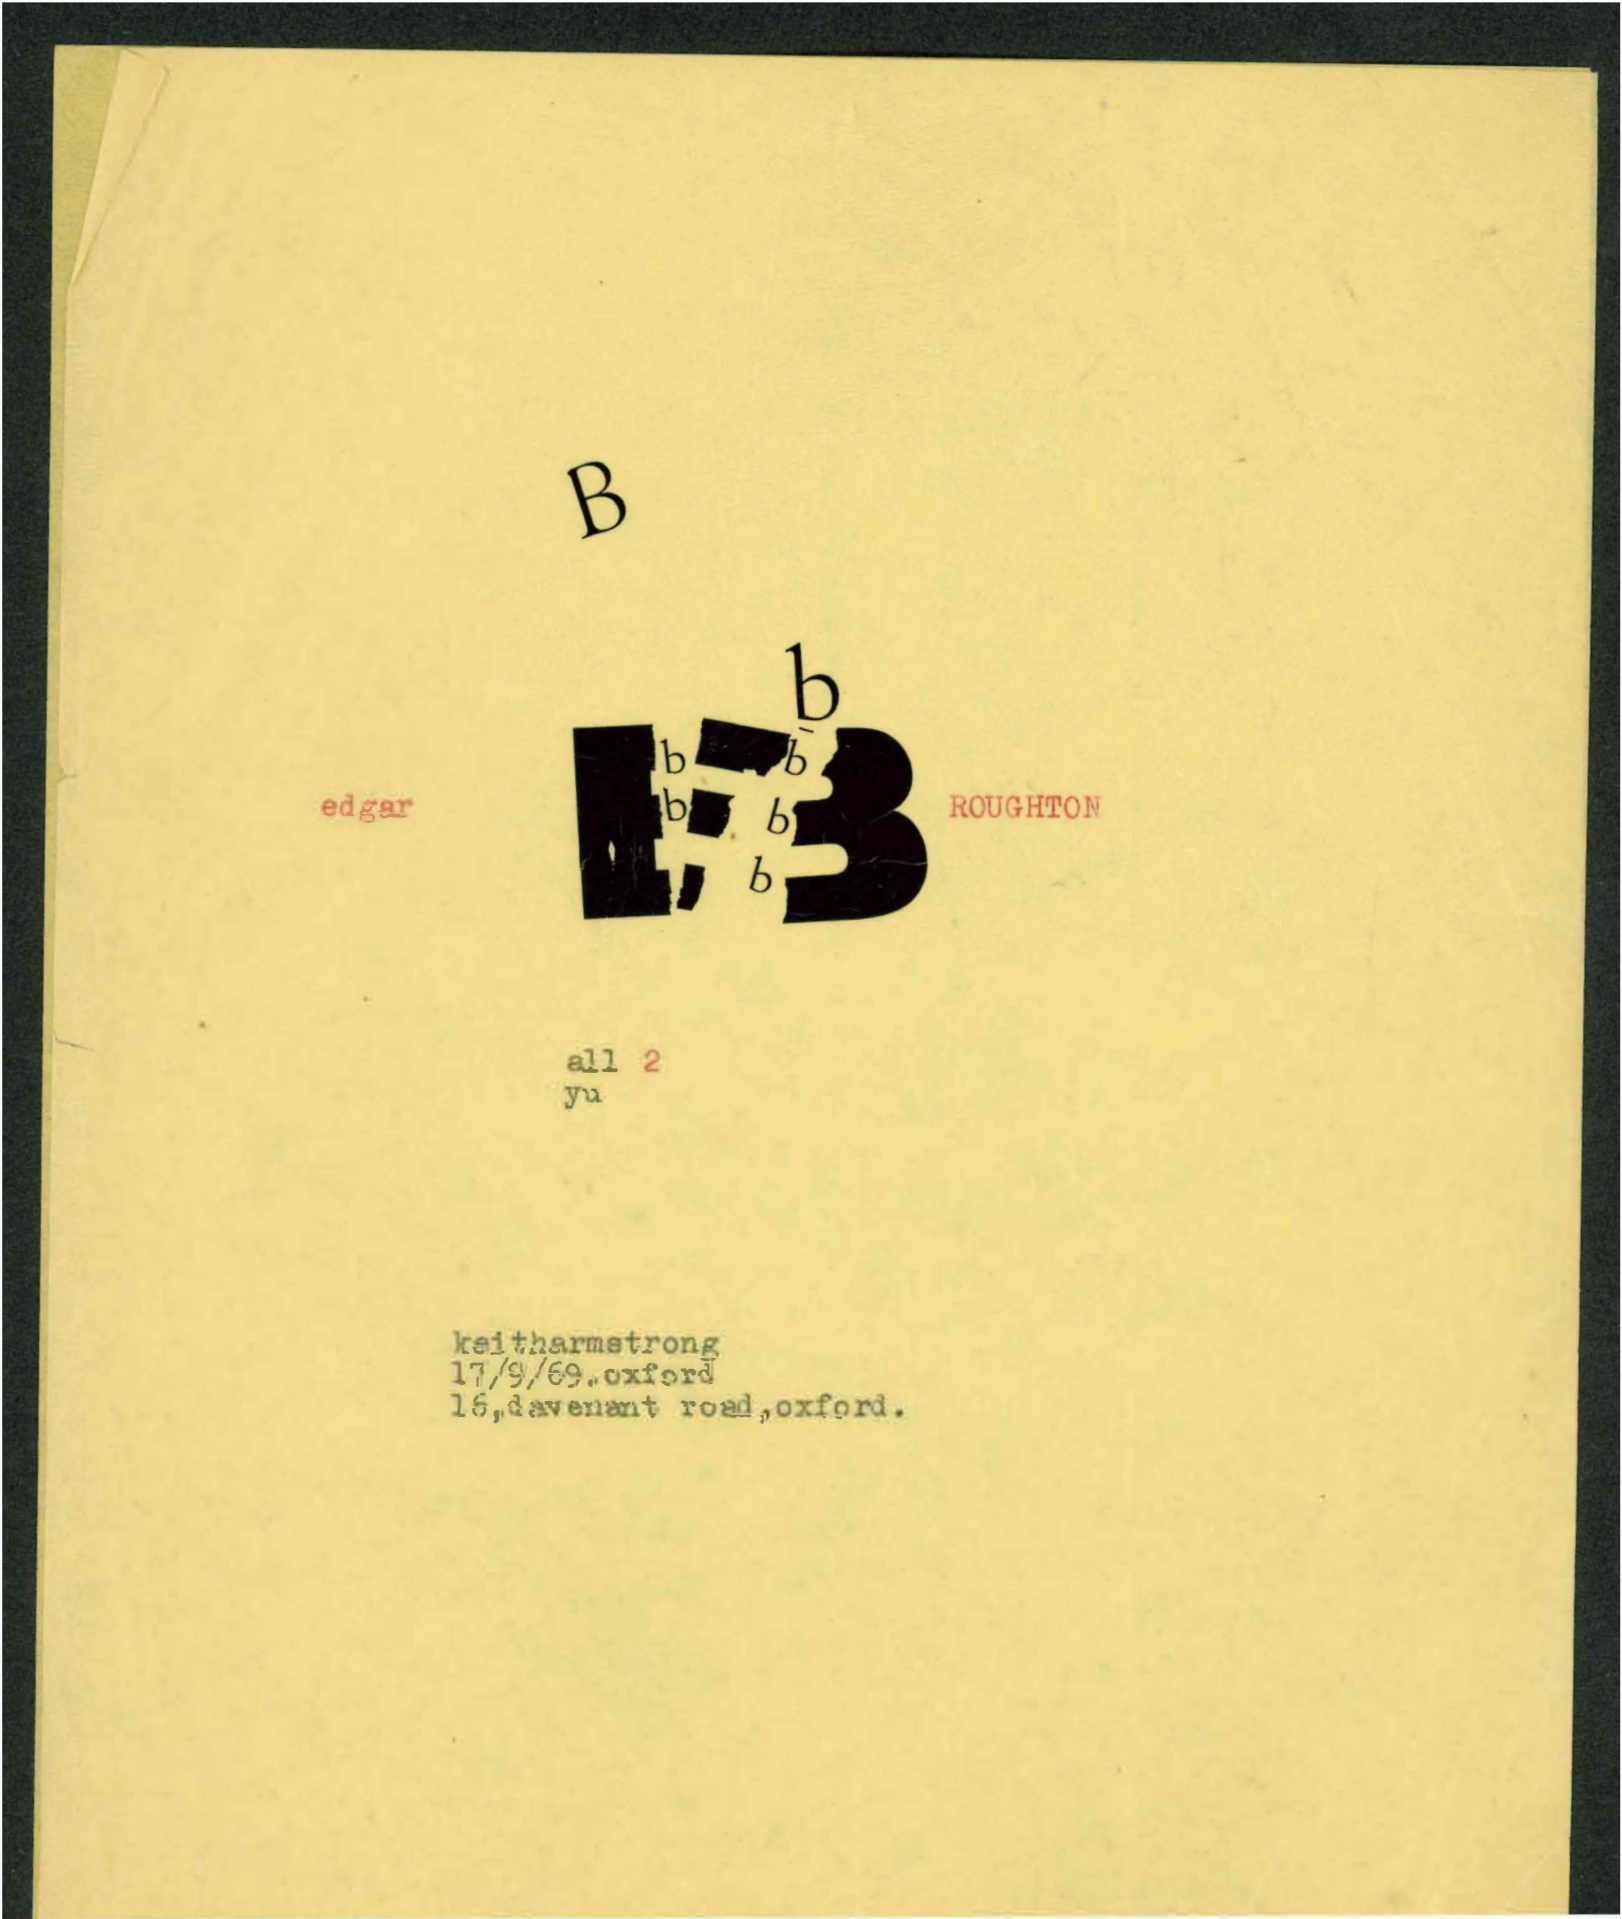 B
b
b b
edgar b B b ROUGHTON
b
all 2
yu
keitharmstrong
17/9/69.oxford
16,davenant road,oxford.